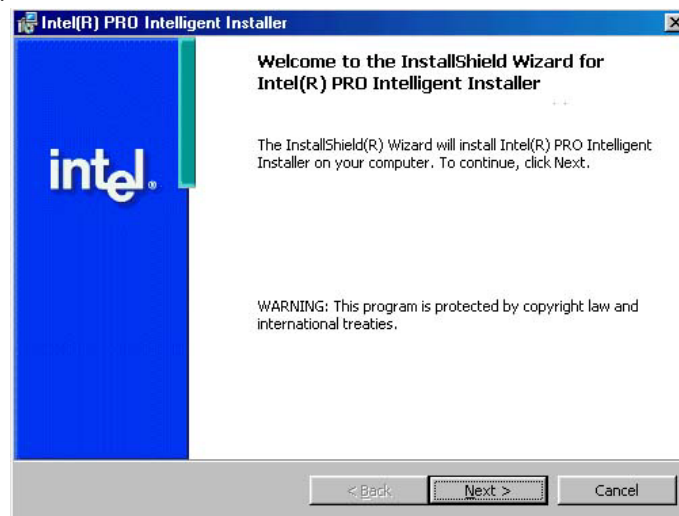 Intel(R) PRO Intelligent Installer
Welcome to the InstallShield Wizard for
Intel(R) PRO Intelligent Installer
The InstallShield(R) Wizard will install Intel(R) PRO Intelligent
Installer on your computer. To continue, click Next.
intel®
WARNING: This program is protected by copyright law and
international treaties.
< Back
Next >
Cancel